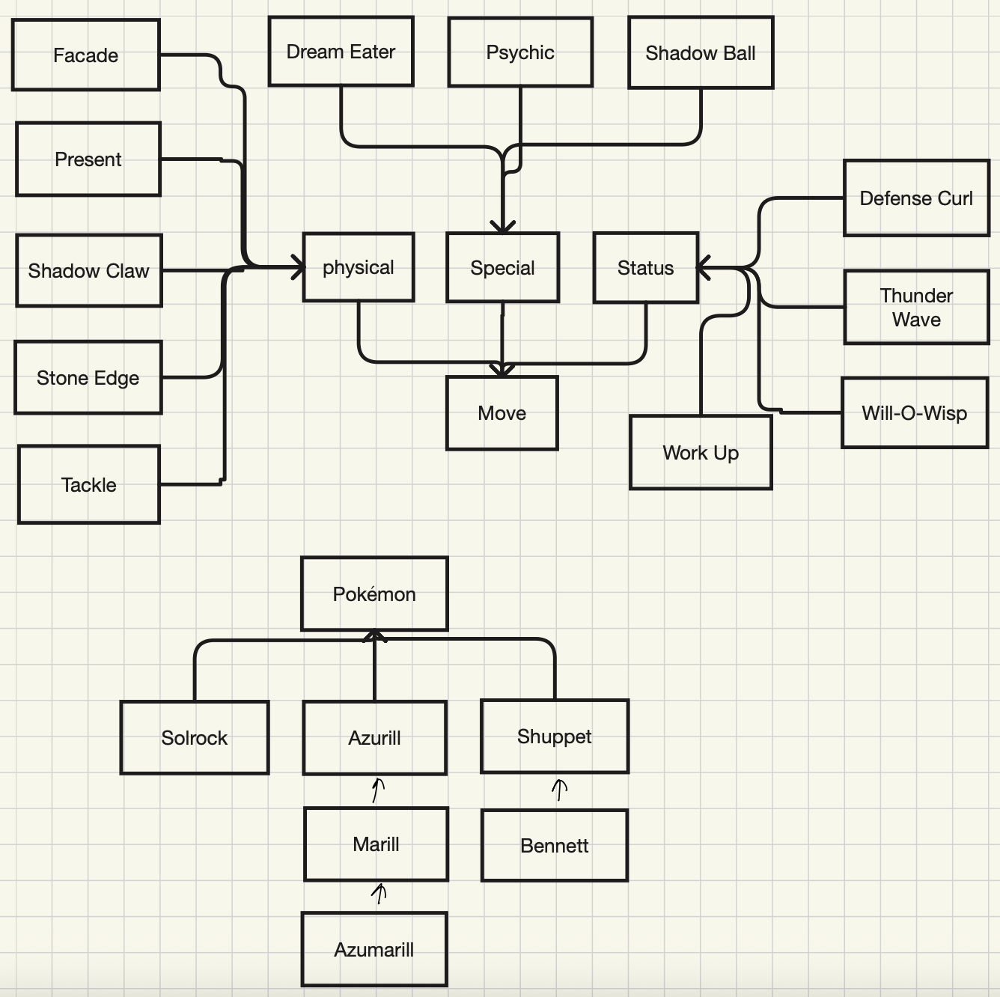 Facade
Dream Eater
Psychic
Shadow Ball
Present
Defense Curl
Shadow Claw
physical
Special
Status
Thunder
Wave
Stone Edge
Move
Will-O-Wisp
Work Up
Tackle
Pokémon
Solrock
Azurill
Shuppet
Marill
Bennett
Azumarill